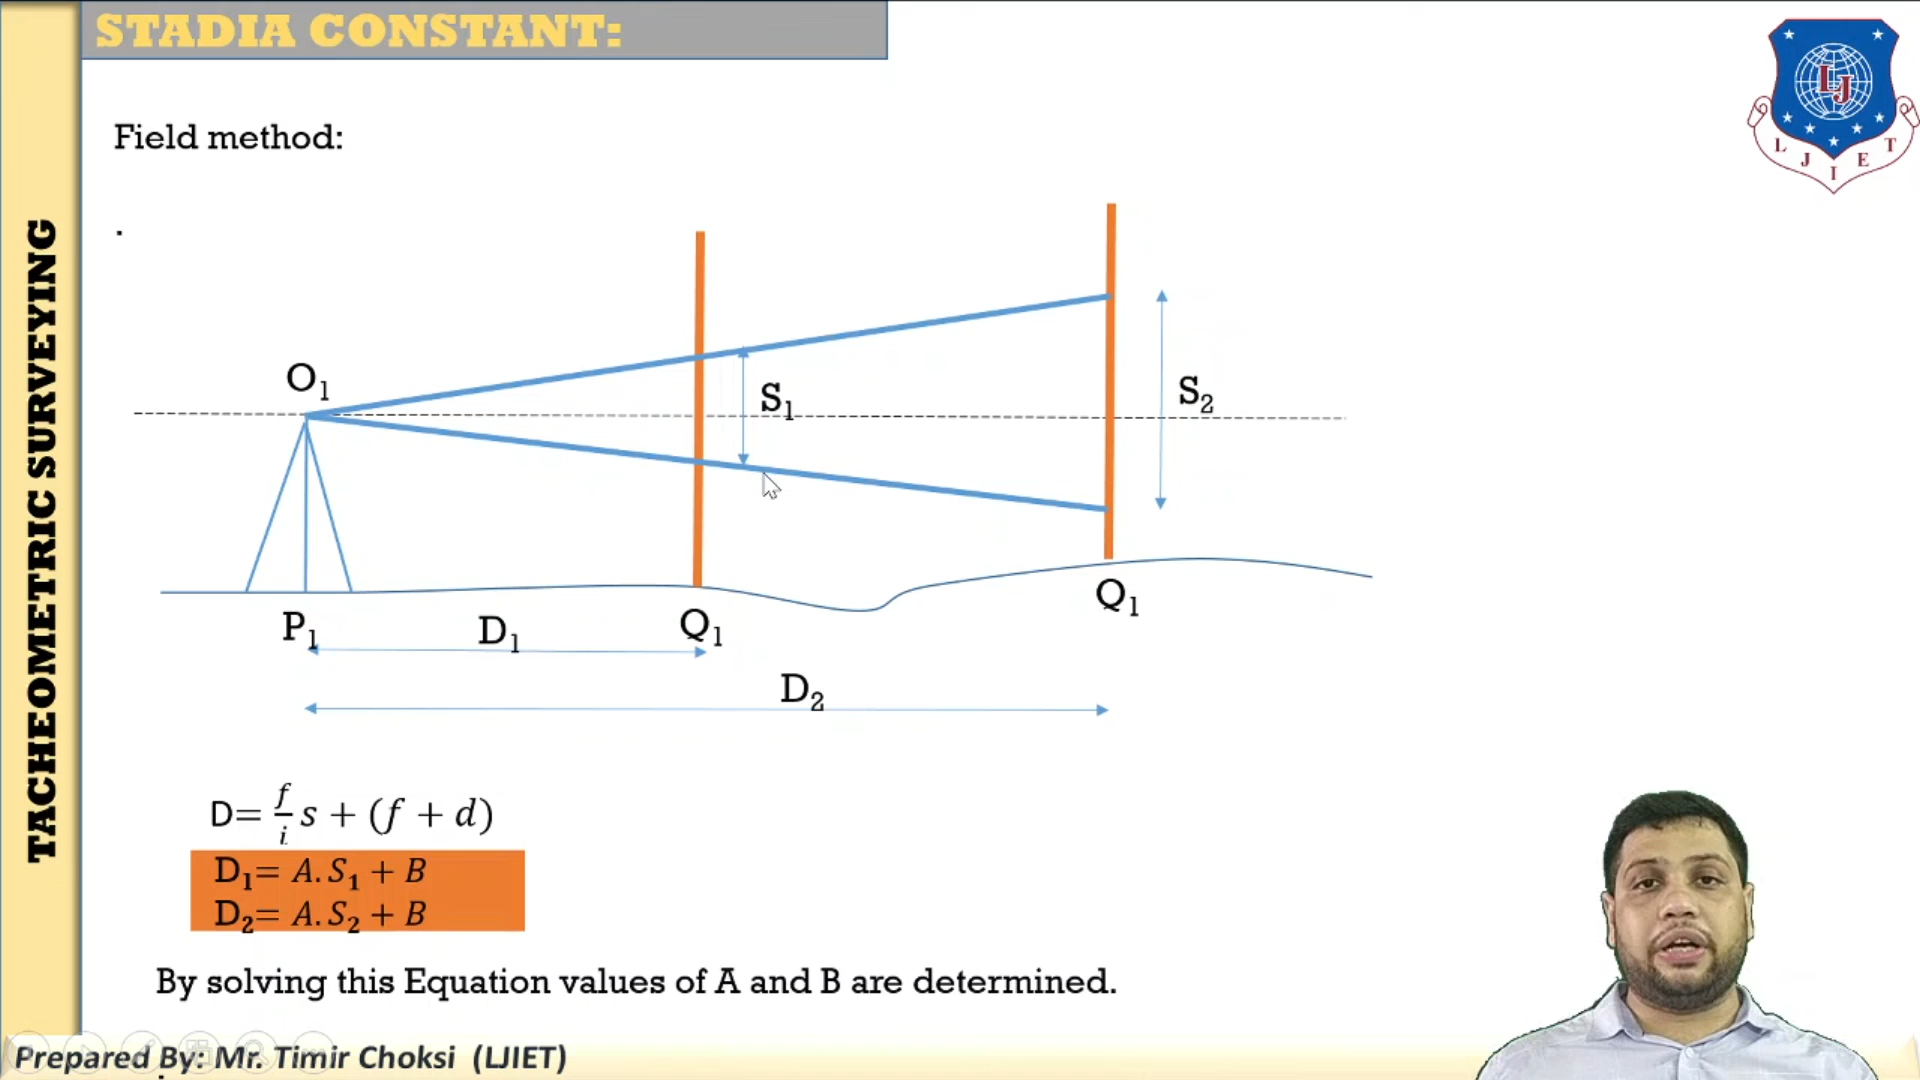 STADIA CONSTANT:
LJ
L J I E T
TACHEOMETRIC SURVEYING
Field method:
.
O₁
S₁
S₂
P₁
D₁
Q₁
Q₁
D₂
D= f/i s + (f + d)
D₁= A.S₁ + B
D₂= A.S₂ + B
By solving this Equation values of A and B are determined.
Prepared By: Mr. Timir Choksi (LJIET)